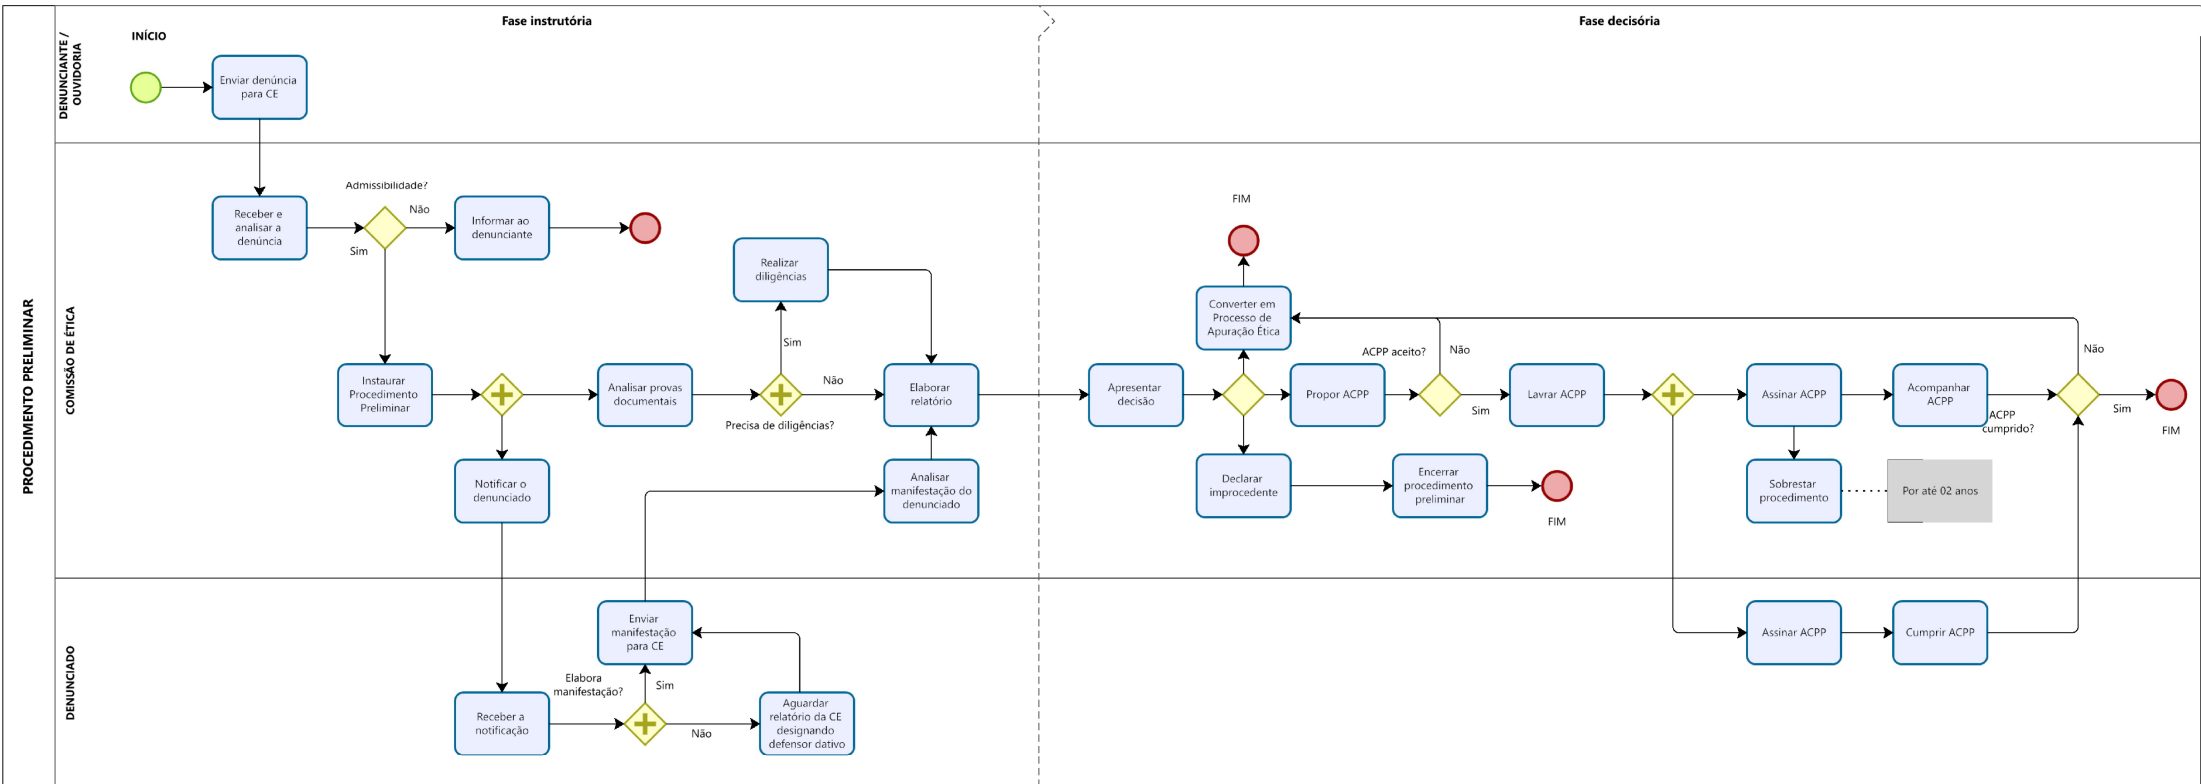 Fase instrutória
Fase decisória
PROCEDIMENTO PRELIMINAR
DENUNCIANTE /
OUVIDORIA
INÍCIO
Enviar denúncia
para CE
COMISSÃO DE ÉTICA
Receber e
analisar a
denúncia
Admissibilidade?
Não
Sim
Informar ao
denunciante
Instaurar
Procedimento
Preliminar
Notificar o
denunciado
Analisar provas
documentais
Realizar
diligências
Sim
Não
Precisa de diligências?
Elaborar
relatório
Analisar
manifestação do
denunciado
Apresentar
decisão
FIM
Converter em
Processo de
Apuração Ética
Propor ACPP
ACPP aceito?
Não
Sim
Declarar
improcedente
Encerrar
procedimento
preliminar
FIM
Lavrar ACPP
Assinar ACPP
Sobrestar
procedimento
Por até 02 anos
Acompanhar
ACPP
ACPP
cumprido?
Não
Sim
FIM
DENUNCIADO
Receber a
notificação
Elabora
manifestação?
Sim
Não
Enviar
manifestação
para CE
Aguardar
relatório da CE
designando
defensor dativo
Assinar ACPP
Cumprir ACPP